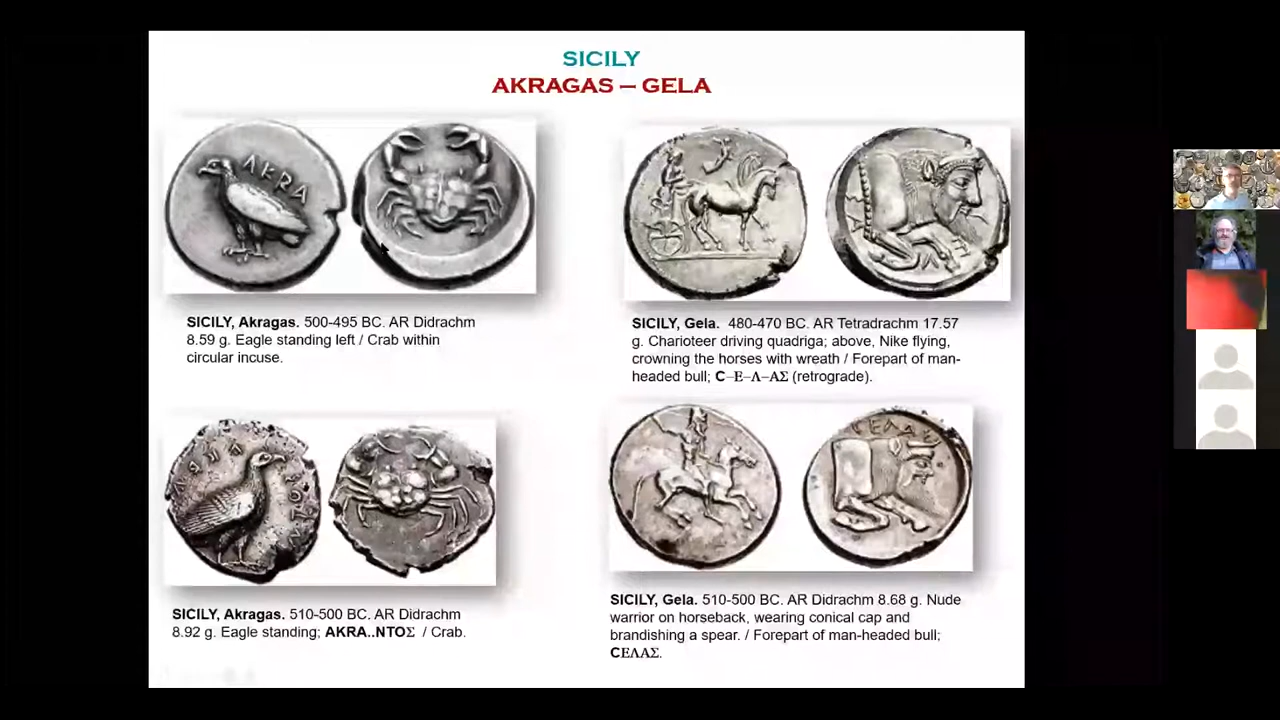 SICILY
AKRAGAS – GELA
AKRA
SICILY, Akragas. 500-495 BC. AR Didrachm
8.59 g. Eagle standing left / Crab within
circular incuse.
SICILY, Gela.  480-470 BC. AR Tetradrachm 17.57
g. Charioteer driving quadriga; above, Nike flying,
crowning the horses with wreath / Forepart of man-
headed bull; C–E–Λ–AΣ (retrograde).
SICILY, Akragas. 510-500 BC. AR Didrachm
8.92 g. Eagle standing; AKRA..NTOΣ / Crab.
SICILY, Gela. 510-500 BC. AR Didrachm 8.68 g. Nude
warrior on horseback, wearing conical cap and
brandishing a spear. / Forepart of man-headed bull;
CEΛAΣ.